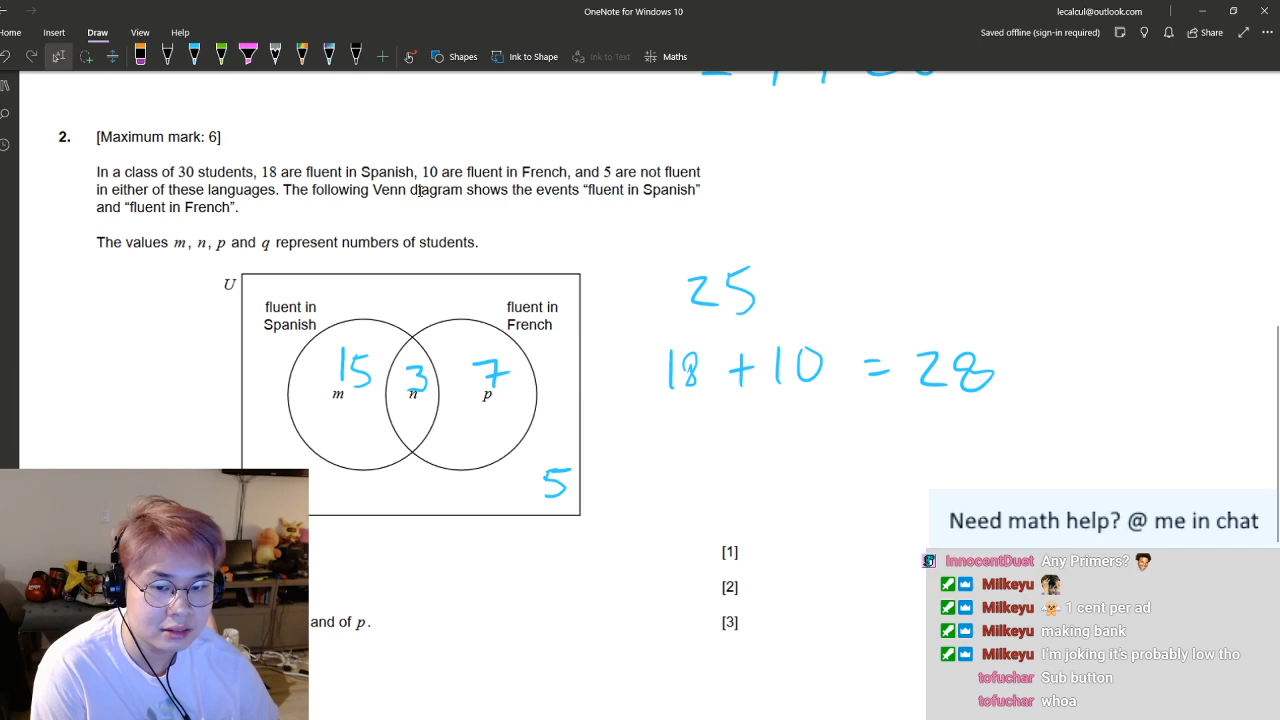 OneNote for Windows 10
lecalcul@outlook.com
Home Insert Draw View Help
Saved offline (sign-in required) Share
Shapes Ink to Shape Ink to Text Maths
2. [Maximum mark: 6]
In a class of 30 students, 18 are fluent in Spanish, 10 are fluent in French, and 5 are not fluent
in either of these languages. The following Venn diagram shows the events “fluent in Spanish”
and “fluent in French”.
The values m, n, p and q represent numbers of students.
U
fluent in
Spanish
fluent in
French
15 3 7
m n p
5
25
18 + 10 = 28
[1]
[2]
and of p. [3]
Need math help? @ me in chat
InnocentDuet Any Primers?
Milkeyu
Milkeyu 1 cent per ad
Milkeyu making bank
Milkeyu I'm joking it's probably low tho
tofuchar Sub button
tofuchar whoa